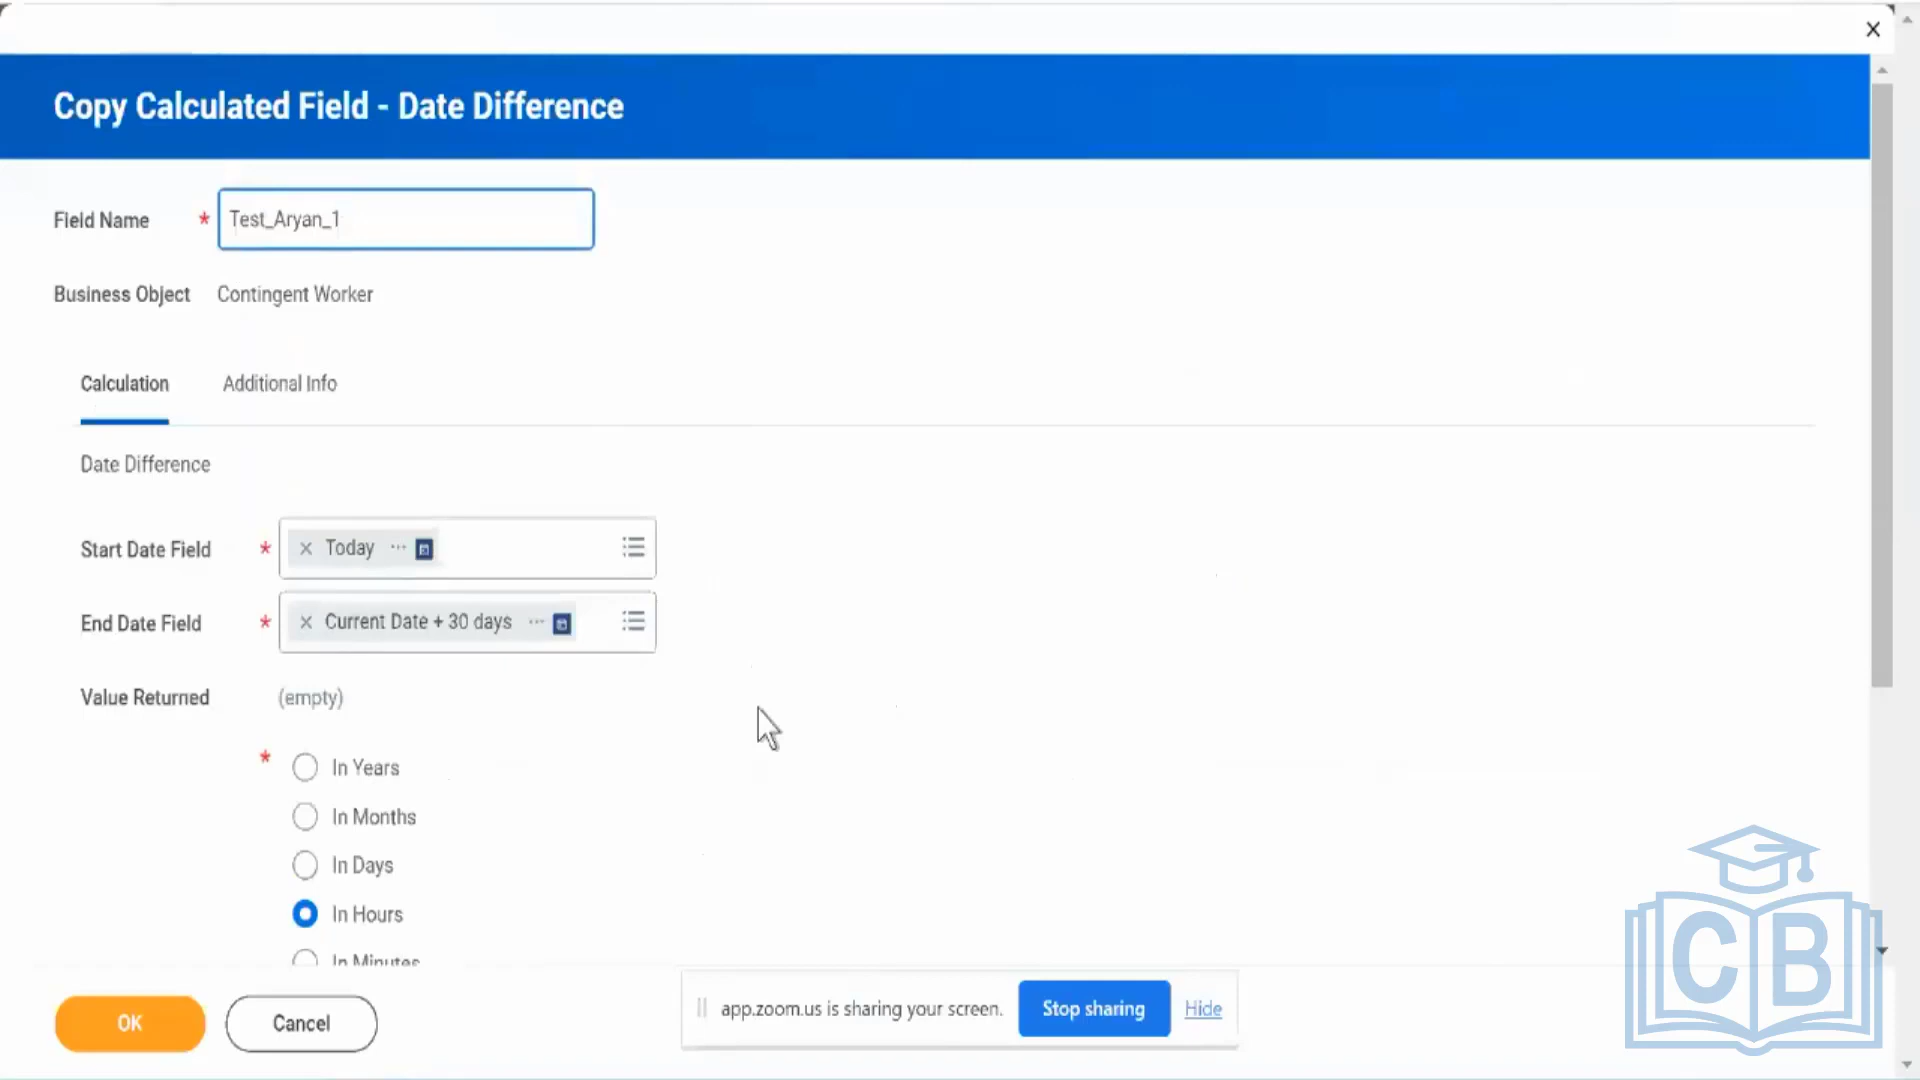 Copy Calculated Field - Date Difference
Field Name * Test_Aryan_1
Business Object Contingent Worker
Calculation Additional Info
Date Difference
Start Date Field * Today
End Date Field * Current Date + 30 days
Value Returned (empty)
* In Years
In Months
In Days
In Hours
In Minutes
OK Cancel
app.zoom.us is sharing your screen. Stop sharing Hide
CB